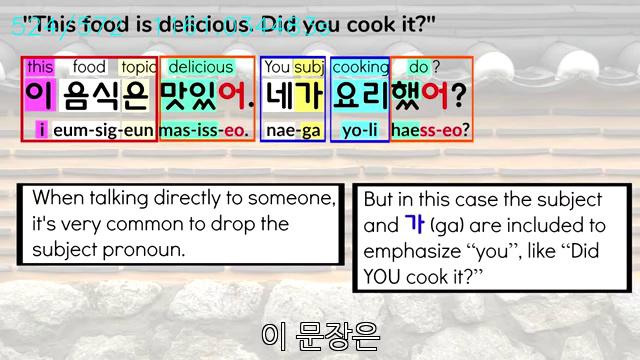 "This food is delicious. Did you cook it?"
this food topic delicious You subj cooking do ?
이 음식은 맛있어. 네가 요리했어?
i eum-sig-eun mas-iss-eo. nae-ga yo-li haess-eo?
When talking directly to someone,
it's very common to drop the
subject pronoun.
But in this case the subject
and 가 (ga) are included to
emphasize “you”, like “Did
YOU cook it?”
이 문장은